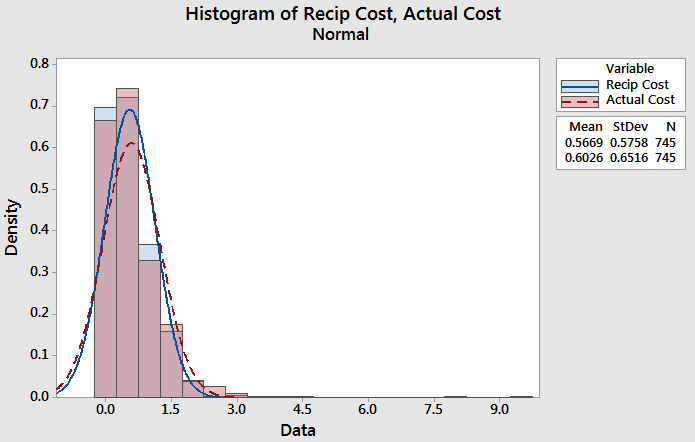 Histogram of Recip Cost, Actual Cost
Normal
0.8
0.7
0.6
0.5
0.4
0.3
0.2
0.1
0.0
Density
0.0 1.5 3.0 4.5 6.0 7.5 9.0
Data
Variable
Recip Cost
Actual Cost
Mean StDev N
0.5669 0.5758 745
0.6026 0.6516 745